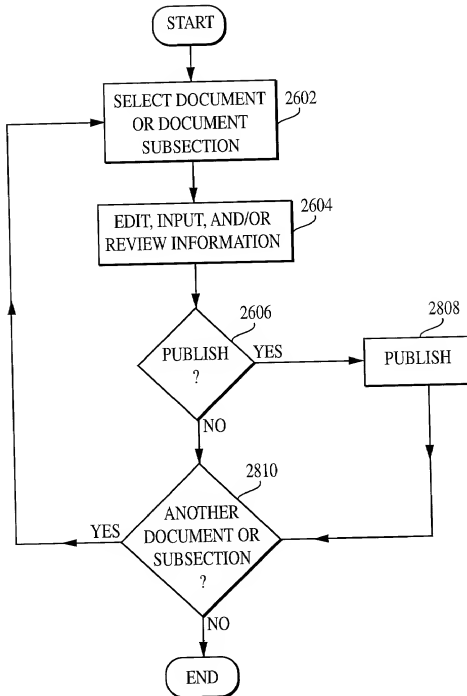 START
SELECT DOCUMENT
OR DOCUMENT
SUBSECTION
2602
EDIT, INPUT, AND/OR
REVIEW INFORMATION
2604
PUBLISH
?
2606
YES
PUBLISH
2808
NO
ANOTHER
DOCUMENT OR
SUBSECTION
?
2810
YES
NO
END